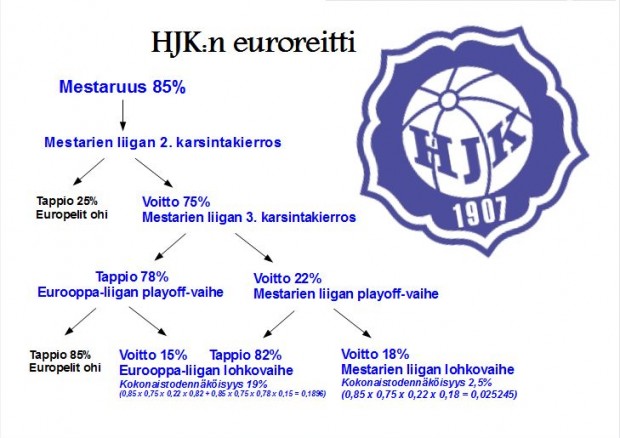 HJK:n euroreitti
Mestaruus 85%
Mestarien liigan 2. karsintakierros
Tappio 25%
Europelit ohi
Voitto 75%
Mestarien liigan 3. karsintakierros
Tappio 78%
Eurooppa-liigan playoff-vaihe
Voitto 22%
Mestarien liigan playoff-vaihe
Tappio 85%
Europelit ohi
Voitto 15% Tappio 82%
Eurooppa-liigan lohkovaihe
Kokonaistodennäköisyys 19%
(0,85 x 0,75 x 0,22 x 0,82 + 0,85 x 0,75 x 0,78 x 0,15 = 0,1896)
Voitto 18%
Mestarien liigan lohkovaihe
Kokonaistodennäköisyys 2,5%
(0,85 x 0,75 x 0,22 x 0,18 = 0,025245)
HJK
1907